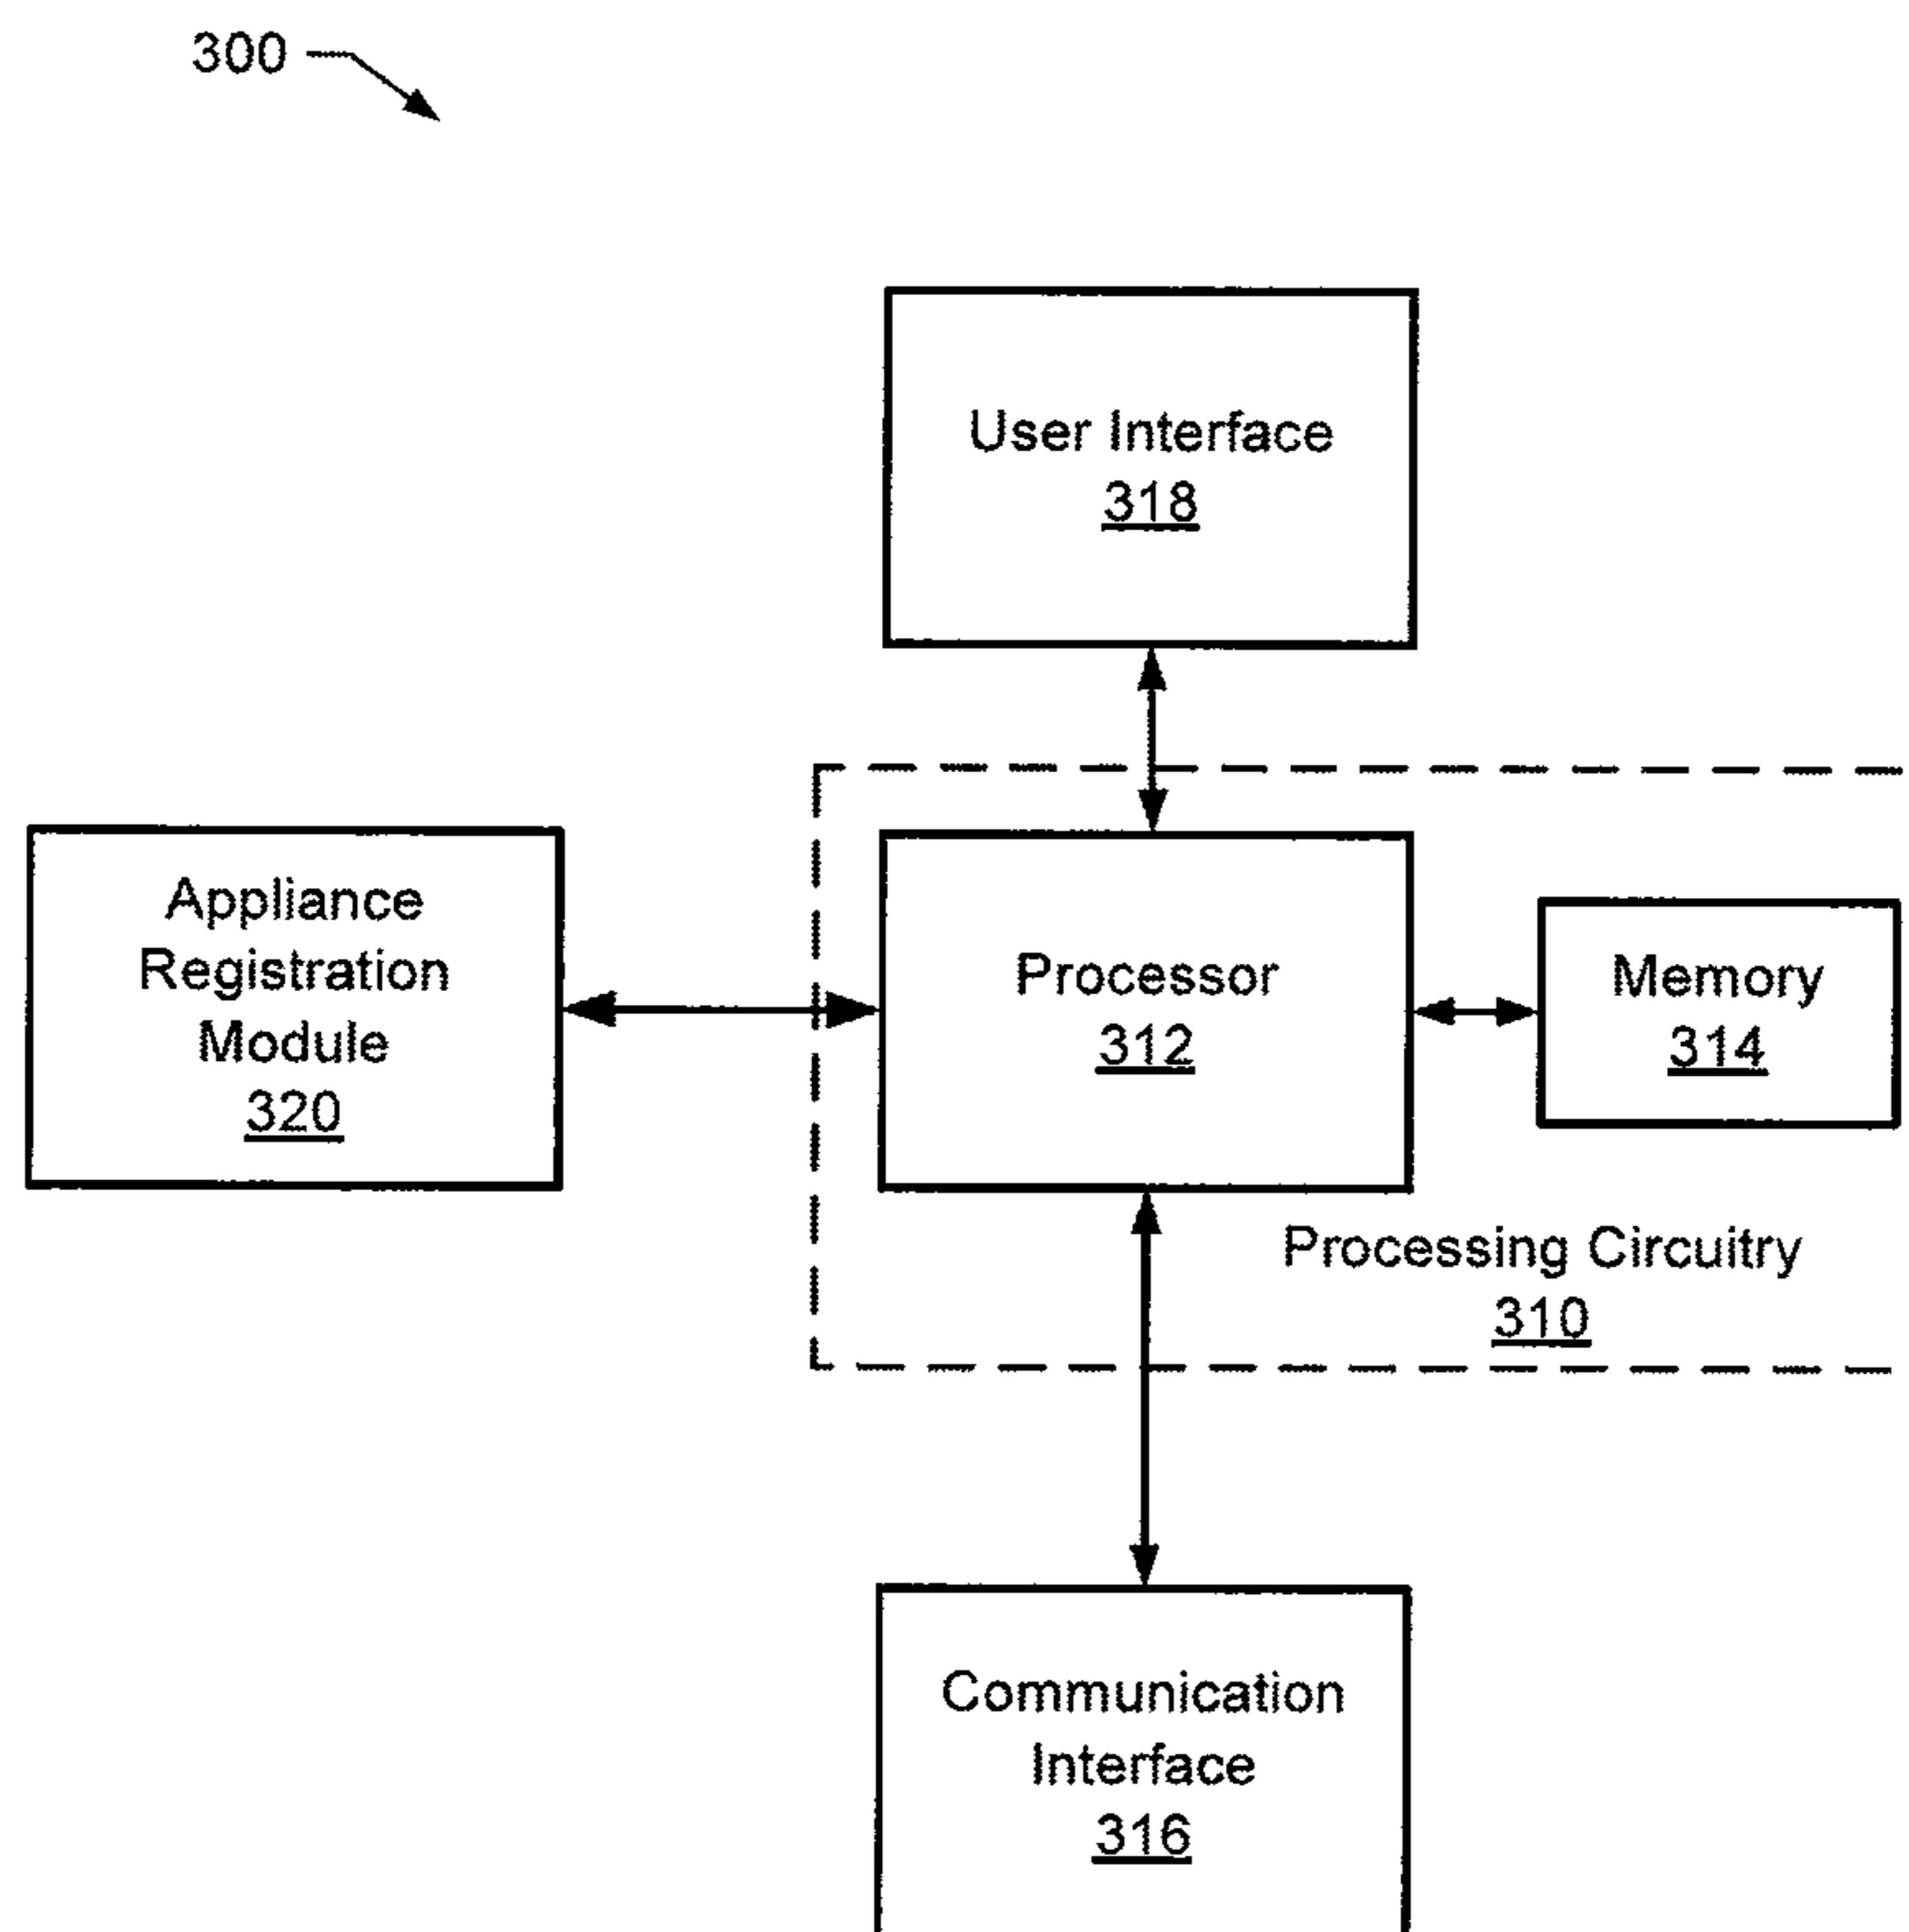 300
User Interface
318
Appliance
Registration
Module
320
Processor
312
Memory
314
Processing Circuitry
310
Communication
Interface
316